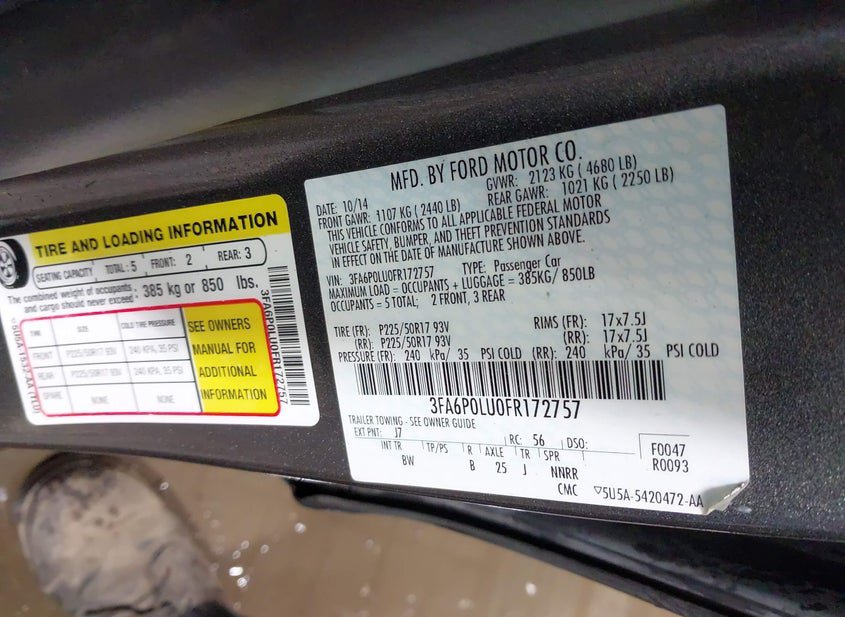 TIRE AND LOADING INFORMATION
SEATING CAPACITY TOTAL: 5 FRONT: 2 REAR: 3
The combined weight of occupants
and cargo should never exceed: 385 kg or 850 lbs.
TIRE SIZE COLD TIRE PRESSURE
FRONT P225/50R17 93V 240 KPA, 35 PSI
REAR P225/50R17 93V 240 KPA, 35 PSI
SPARE NONE NONE
SEE OWNERS
MANUAL FOR
ADDITIONAL
INFORMATION
3FA6P0LU0FR172757
MFD. BY FORD MOTOR CO.
DATE: 10/14 GVWR: 2123 KG ( 4680 LB)
FRONT GAWR: 1107 KG ( 2440 LB) REAR GAWR: 1021 KG ( 2250 LB)
THIS VEHICLE CONFORMS TO ALL APPLICABLE FEDERAL MOTOR
VEHICLE SAFETY, BUMPER, AND THEFT PREVENTION STANDARDS
IN EFFECT ON THE DATE OF MANUFACTURE SHOWN ABOVE.
VIN: 3FA6P0LU0FR172757 TYPE: Passenger Car
MAXIMUM LOAD = OCCUPANTS + LUGGAGE = 385KG/ 850LB
OCCUPANTS = 5 TOTAL; 2 FRONT, 3 REAR
TIRE (FR): P225/50R17 93V RIMS (FR): 17x7.5J
(RR): P225/50R17 93V (RR): 17x7.5J
PRESSURE (FR): 240 kPa/ 35 PSI COLD (RR): 240 kPa/ 35 PSI COLD
3FA6P0LU0FR172757
TRAILER TOWING - SEE OWNER GUIDE
EXT PNT: J7 RC: 56 DSO:
INT TR TP/PS R AXLE TR SPR
BW B 25 J NNRR
CMC
F0047
R0093
▽5U5A-5420472-AA